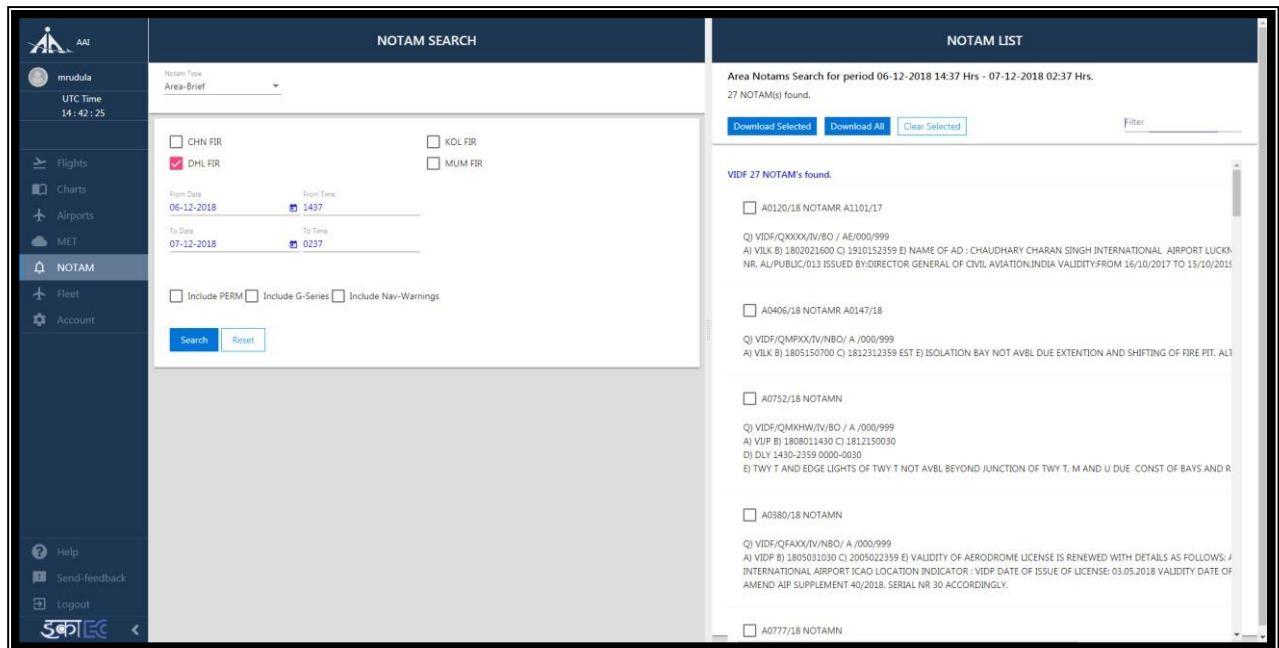 AAI
mrudula
UTC Time
14 : 42 : 25
Flights
Charts
Airports
MET
NOTAM
Fleet
Account
Help
Send-feedback
Logout
NOTAM SEARCH
Notam Type
Area-Brief
CHN FIR
KOL FIR
DHL FIR
MUM FIR
From Date
From Time
06-12-2018
1437
To Date
To Time
07-12-2018
0237
Include PERM
Include G-Series
Include Nav-Warnings
Search
Reset
NOTAM LIST
Area Notams Search for period 06-12-2018 14:37 Hrs - 07-12-2018 02:37 Hrs.
27 NOTAM(s) found.
Download Selected
Download All
Clear Selected
Filter
VIDF 27 NOTAM's found.
A0120/18 NOTAMR A1101/17
Q) VIDF/QXXXX/IV/BO / AE/000/999
A) VILK B) 1802021600 C) 1910152359 E) NAME OF AD : CHAUDHARY CHARAN SINGH INTERNATIONAL AIRPORT
NR. AL/PUBLIC/013 ISSUED BY:DIRECTOR GENERAL OF CIVIL AVIATION.INDIA VALIDITY:FROM 16/10/2017 TO
A0406/18 NOTAMR A0147/18
Q) VIDF/QMPXX/IV/NBO/ A /000/999
A) VILK B) 1805150700 C) 1812312359 EST E) ISOLATION BAY NOT AVBL DUE EXTENTION AND SHIFTING OF FIRE PIT.
A0752/18 NOTAMN
Q) VIDF/QMXHW/IV/BO / A /000/999
A) VIJP B) 1808011430 C) 1812150030
D) DLY 1430-2359 0000-0030
E) TWY T AND EDGE LIGHTS OF TWY T NOT AVBL BEYOND JUNCTION OF TWY T, M AND U DUE CONST OF BAYS AND
A0380/18 NOTAMN
Q) VIDF/QFAXX/IV/NBO/ A /000/999
A) VIDP B) 1805031030 C) 2005022359 E) VALIDITY OF AERODROME LICENSE IS RENEWED WITH DETAILS AS FOLLOWS:
INTERNATIONAL AIRPORT ICAO LOCATION INDICATOR : VIDP DATE OF ISSUE OF LICENSE: 03.05.2018 VALIDITY DATE OF
AMEND AIP SUPPLEMENT 40/2018, SERIAL NR 30 ACCORDINGLY.
A0777/18 NOTAMN